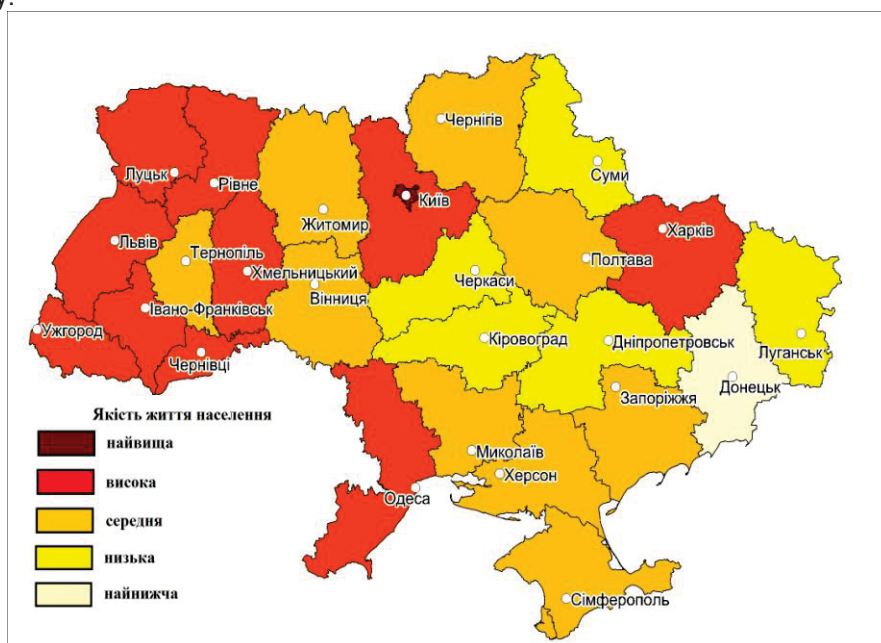 у.
Чернігів
Суми
Луцьк
Рівне
Київ
Житомир
Харків
Львів
Тернопіль
Полтава
Хмельницький
Черкаси
Вінниця
Івано-Франківськ
Ужгород
Кіровоград
Дніпропетровськ
Луганськ
Чернівці
Донецьк
Запоріжжя
Миколаїв
Херсон
Одеса
Сімферополь
Якість життя населення
найвища
висока
середня
низька
найнижча